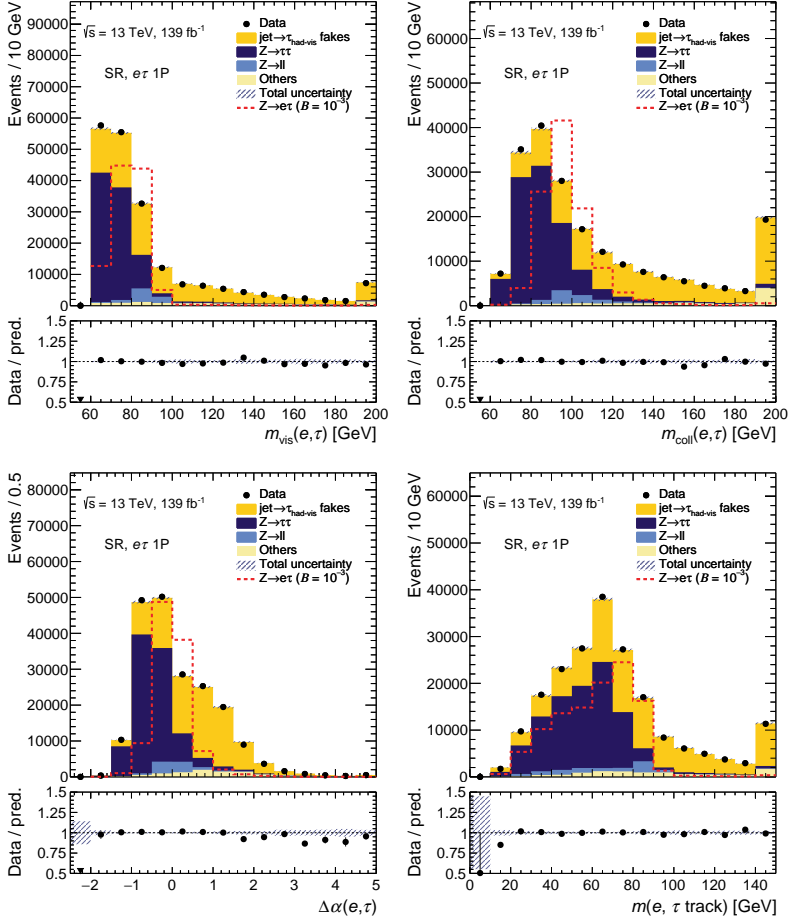 Events / 10 GeV
90000
80000
70000
60000
50000
40000
30000
20000
10000
0
√s = 13 TeV, 139 fb⁻¹
SR, eτ 1P
Data
jet→τhad-vis fakes
Z→ττ
Z→ll
Others
Total uncertainty
Z→eτ (B = 10⁻³)
Data / pred.
1.5
1.25
1
0.75
0.5
60 80 100 120 140 160 180 200
mvis(e,τ) [GeV]
Events / 10 GeV
60000
50000
40000
30000
20000
10000
0
√s = 13 TeV, 139 fb⁻¹
SR, eτ 1P
Data
jet→τhad-vis fakes
Z→ττ
Z→ll
Others
Total uncertainty
Z→eτ (B = 10⁻³)
Data / pred.
1.5
1.25
1
0.75
0.5
60 80 100 120 140 160 180 200
mcoll(e,τ) [GeV]
Events / 0.5
80000
70000
60000
50000
40000
30000
20000
10000
0
√s = 13 TeV, 139 fb⁻¹
SR, eτ 1P
Data
jet→τhad-vis fakes
Z→ττ
Z→ll
Others
Total uncertainty
Z→eτ (B = 10⁻³)
Data / pred.
1.5
1.25
1
0.75
0.5
−2 −1 0 1 2 3 4 5
Δα(e,τ)
Events / 10 GeV
60000
50000
40000
30000
20000
10000
0
√s = 13 TeV, 139 fb⁻¹
SR, eτ 1P
Data
jet→τhad-vis fakes
Z→ττ
Z→ll
Others
Total uncertainty
Z→eτ (B = 10⁻³)
Data / pred.
1.5
1.25
1
0.75
0.5
0 20 40 60 80 100 120 140
m(e, τ track) [GeV]